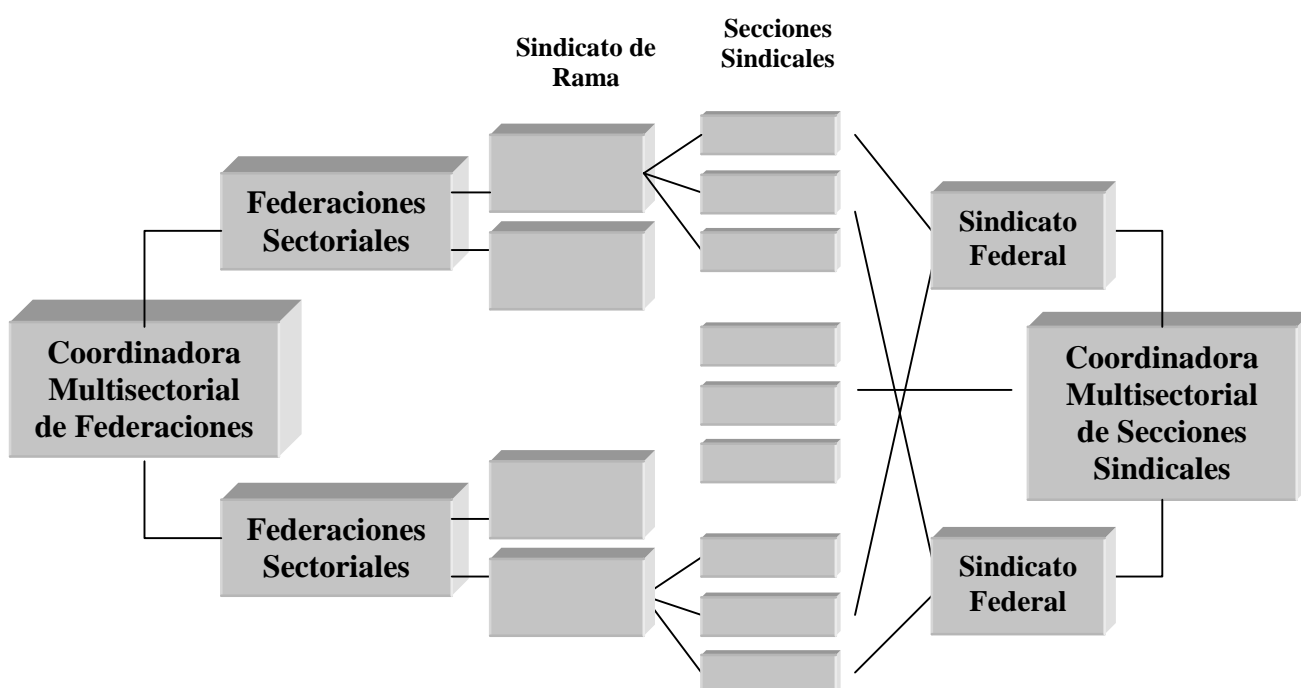 Secciones
Sindicales
Sindicato de
Rama
Federaciones
Sectoriales
Sindicato
Federal
Coordinadora
Multisectorial
de Federaciones
Coordinadora
Multisectorial
de Secciones
Sindicales
Federaciones
Sectoriales
Sindicato
Federal